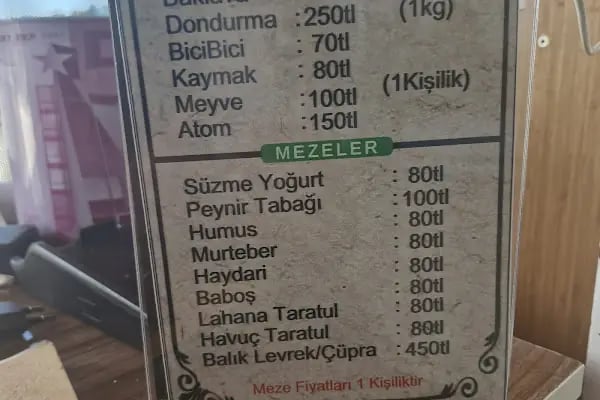 Dondurma :250tl (1kg)
BiciBici : 70tl
Kaymak : 80tl
(1Kişilik)
Meyve :100tl
Atom :150tl
MEZELER
Süzme Yoğurt : 80tl
Peynir Tabağı :100tl
Humus : 80tl
Murteber : 80tl
Haydari : 80tl
Baboş : 80tl
Lahana Taratul : 80tl
Havuç Taratul : 80tl
Balık Levrek/Çüpra :450tl
Meze Fiyatları 1 Kişiliktir